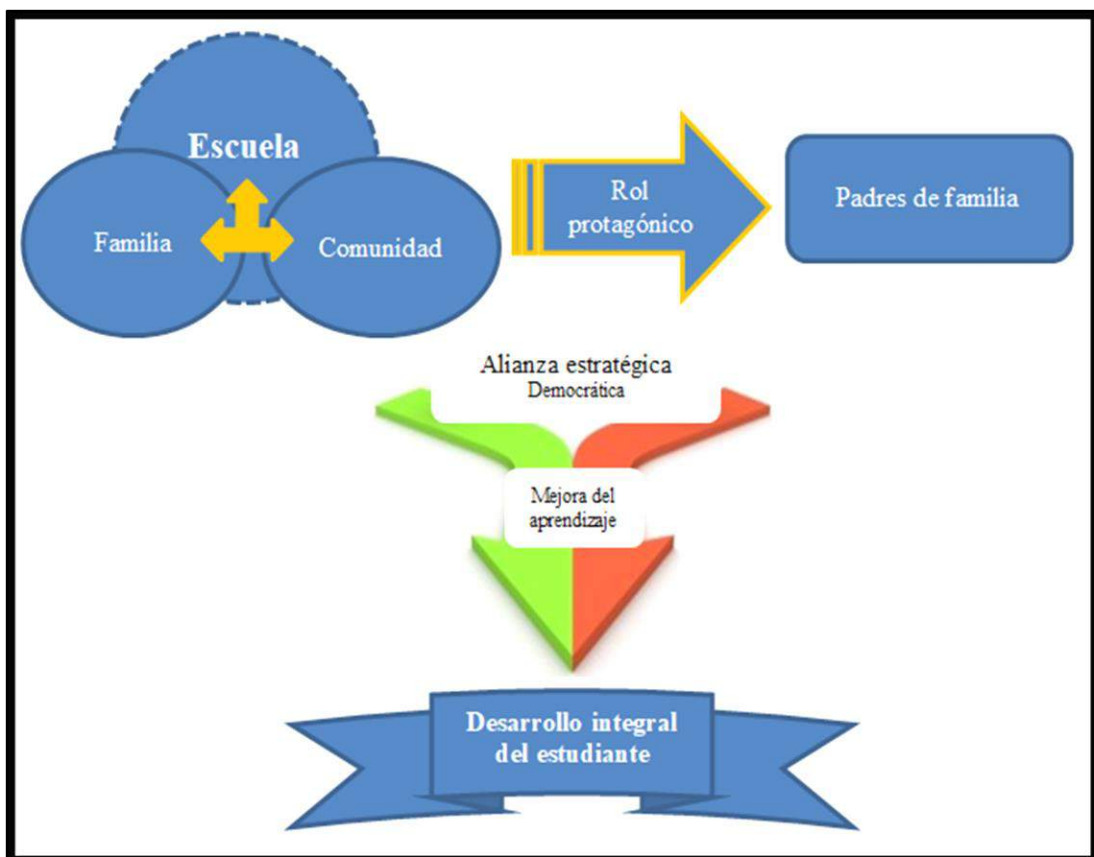 Escuela
Familia
Comunidad
Rol
protagónico
Padres de familia
Alianza estratégica
Democrática
Mejora del
aprendizaje
Desarrollo integral
del estudiante